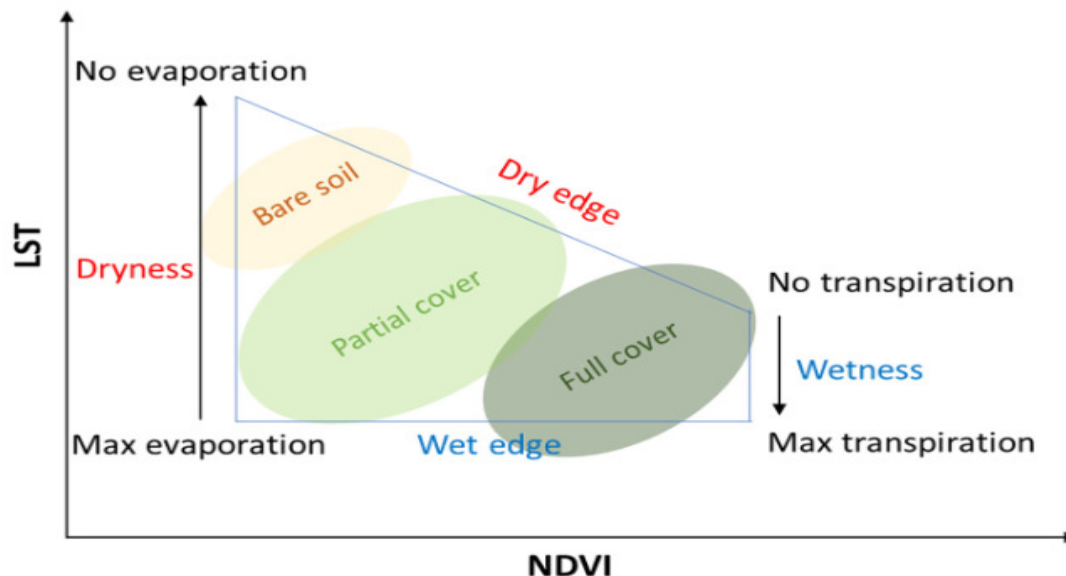 No evaporation
Bare soil
Dry edge
LST
Dryness
Partial cover
No transpiration
Full cover
Wetness
Max evaporation
Wet edge
Max transpiration
NDVI